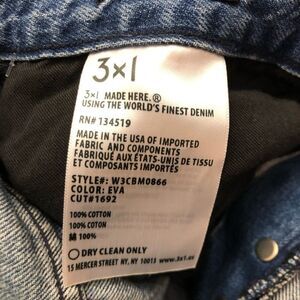 3×1
3×1 MADE HERE.®
USING THE WORLD'S FINEST DENIM
RN# 134519
MADE IN THE USA OF IMPORTED
FABRIC AND COMPONENTS
FABRIQUÉ AUX ÉTATS-UNIS DE TISSU
ET COMPOSANTS IMPORTÉS
STYLE#: W3CBM0866
COLOR: EVA
CUT#1692
100% COTTON
100% COTON
綿 100%
DRY CLEAN ONLY
15 MERCER STREET NY, NY 10013 www.3x1.us